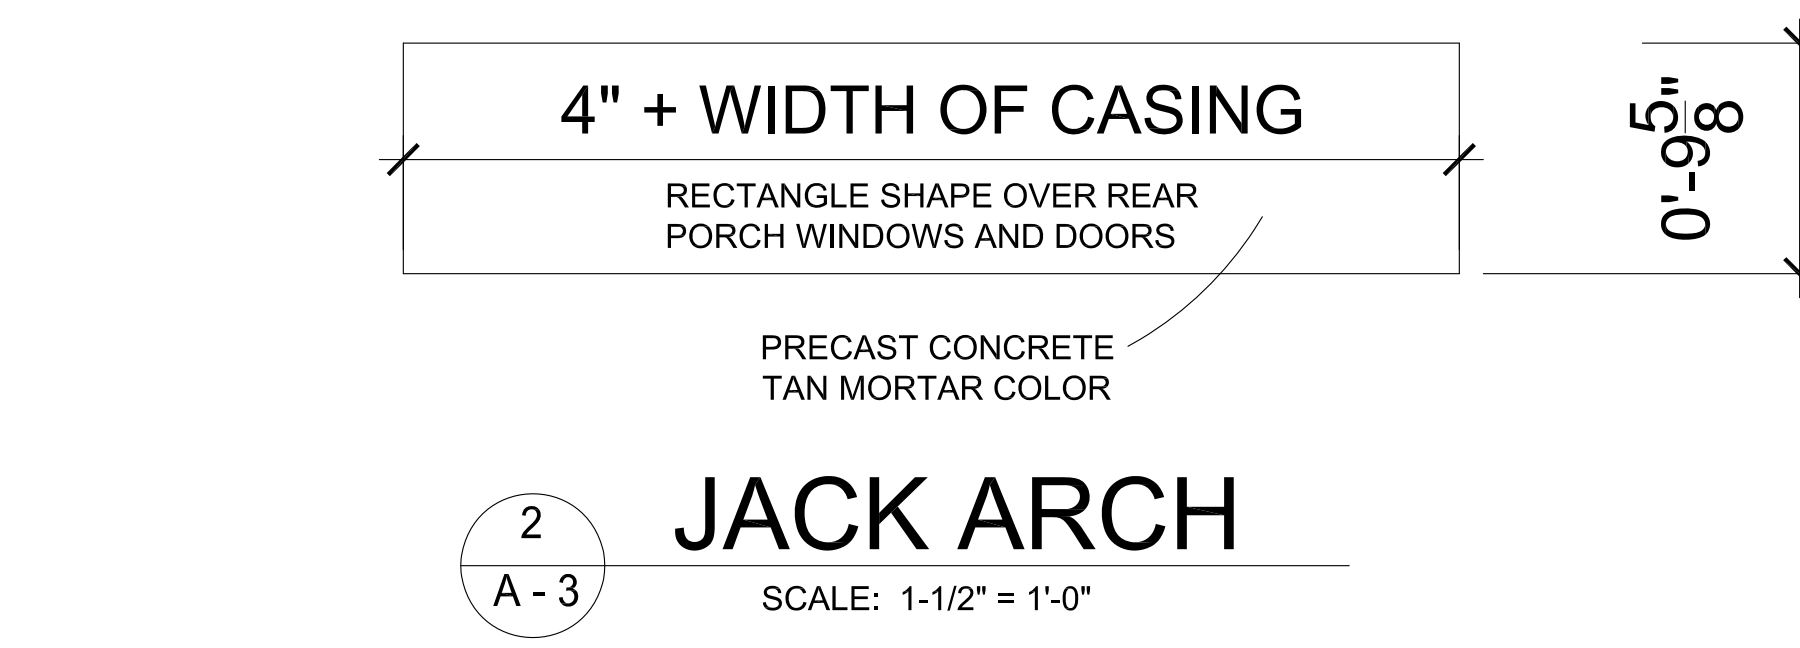 4" + WIDTH OF CASING
RECTANGLE SHAPE OVER REAR
PORCH WINDOWS AND DOORS
0'-9 5/8"
PRECAST CONCRETE
TAN MORTAR COLOR
JACK ARCH
2
A - 3
SCALE: 1-1/2" = 1'-0"